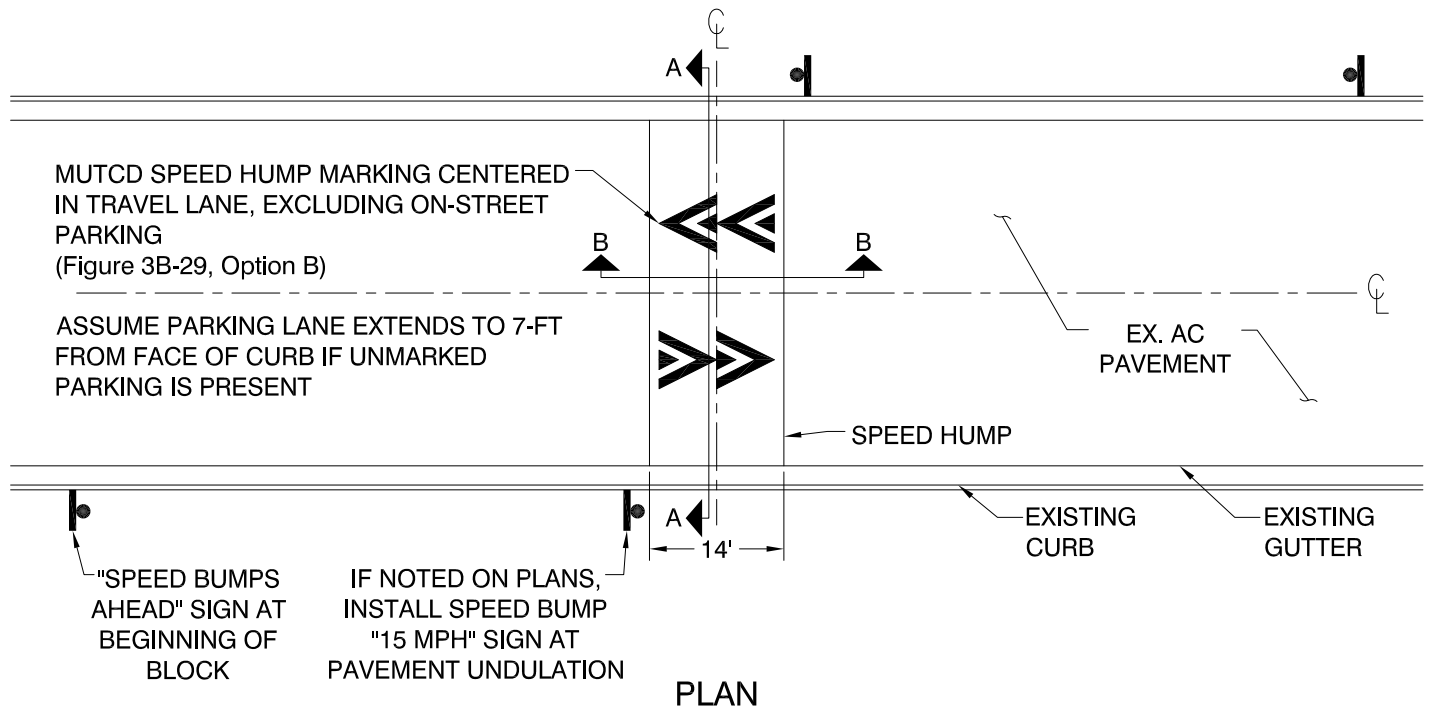 ℄
A
MUTCD SPEED HUMP MARKING CENTERED
IN TRAVEL LANE, EXCLUDING ON-STREET
PARKING
(Figure 3B-29, Option B)
B
B
℄
ASSUME PARKING LANE EXTENDS TO 7-FT
FROM FACE OF CURB IF UNMARKED
PARKING IS PRESENT
EX. AC
PAVEMENT
SPEED HUMP
A
14'
EXISTING
CURB
EXISTING
GUTTER
"SPEED BUMPS
AHEAD" SIGN AT
BEGINNING OF
BLOCK
IF NOTED ON PLANS,
INSTALL SPEED BUMP
"15 MPH" SIGN AT
PAVEMENT UNDULATION
PLAN